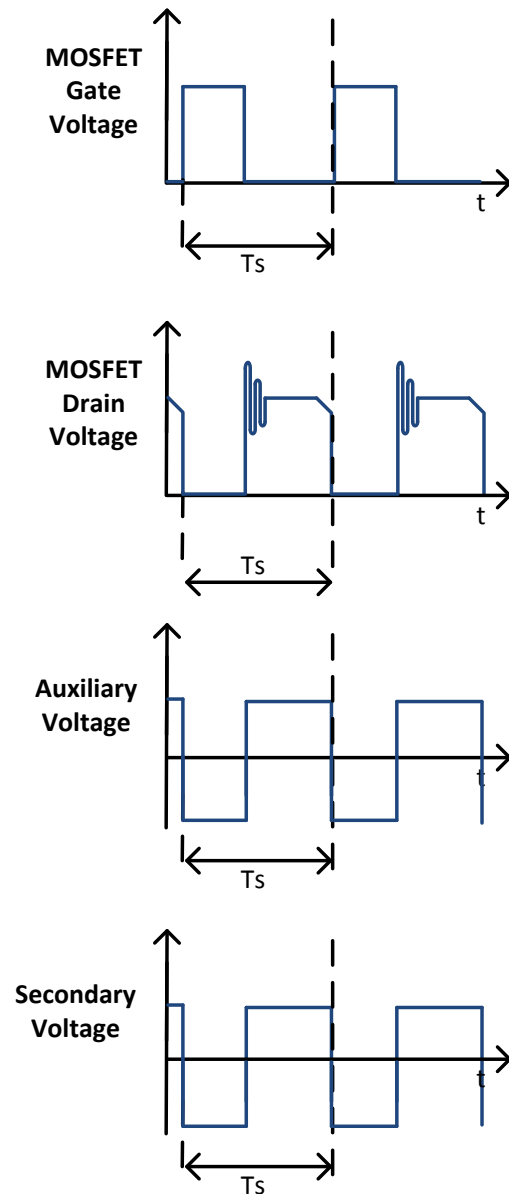 MOSFET
Gate
Voltage
t
Ts
MOSFET
Drain
Voltage
t
Ts
Auxiliary
Voltage
t
Ts
Secondary
Voltage
t
Ts